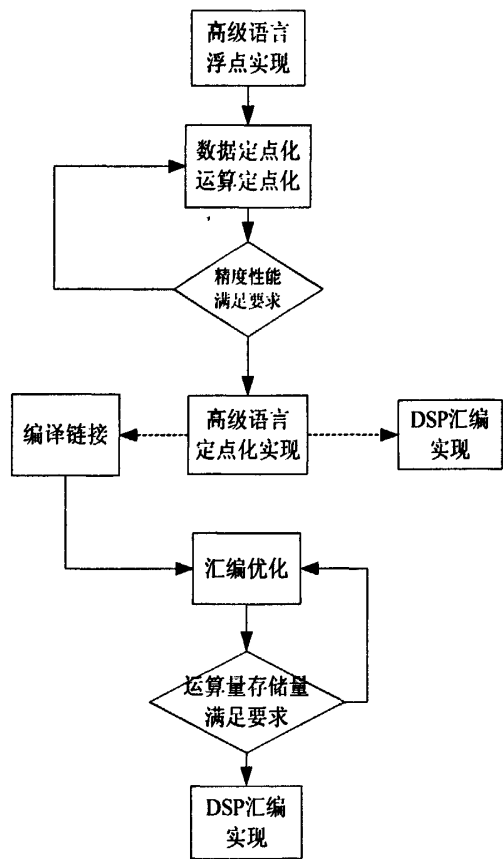 高级语言
浮点实现
数据定点化
运算定点化
精度性能
满足要求
编译链接
高级语言
定点化实现
DSP汇编
实现
汇编优化
运算量存储量
满足要求
DSP汇编
实现